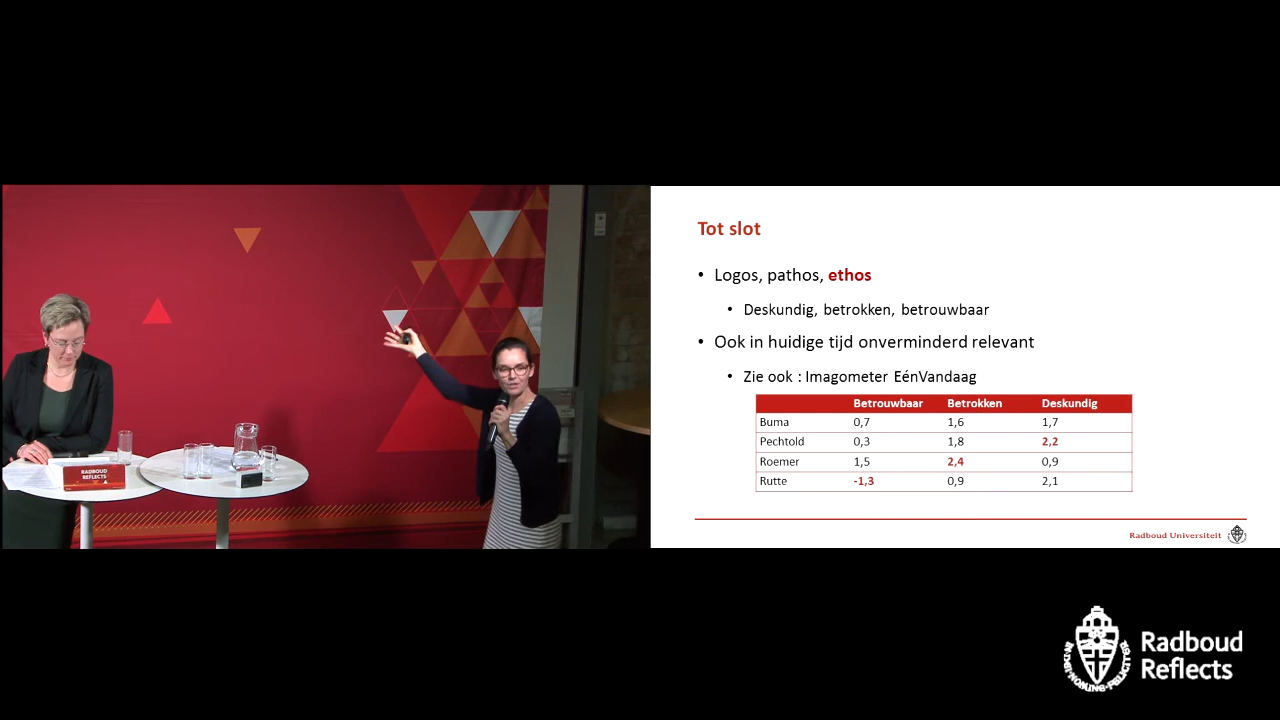 RADBOUD
REFLECTS
Tot slot
• Logos, pathos, ethos
• Deskundig, betrokken, betrouwbaar
• Ook in huidige tijd onverminderd relevant
• Zie ook : Imagometer EénVandaag
Betrouwbaar Betrokken Deskundig
Buma 0,7 1,6 1,7
Pechtold 0,3 1,8 2,2
Roemer 1,5 2,4 0,9
Rutte -1,3 0,9 2,1
Radboud Universiteit
Radboud
Reflects